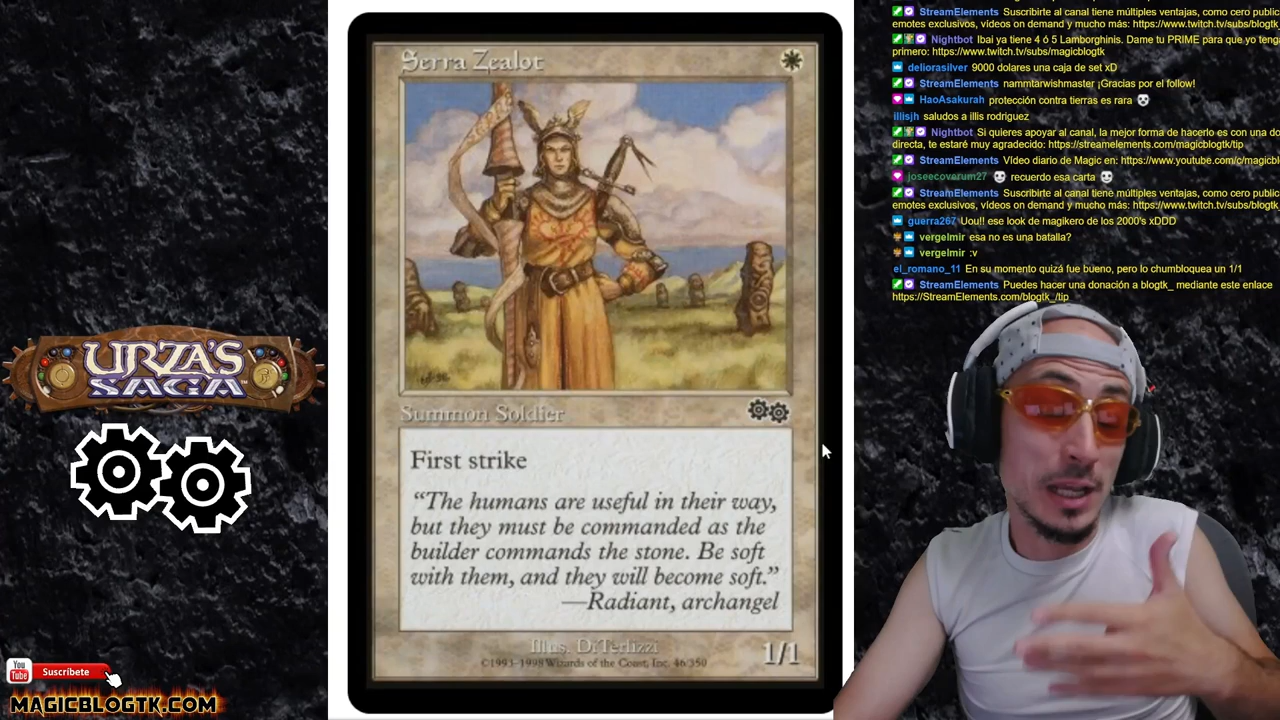 Serra Zealot
Summon Soldier
First strike
“The humans are useful in their way,
but they must be commanded as the
builder commands the stone. Be soft
with them, and they will become soft.”
—Radiant, archangel
Illus. DiTerlizzi
©1993–1998 Wizards of the Coast, Inc. 46/350
1/1
URZA'S
SAGA
You
Tube
Suscríbete
MAGICBLOGTK.COM
StreamElements Suscribirte al canal tiene múltiples ventajas, como cero public
emotes exclusivos, vídeos on demand y mucho más: https://www.twitch.tv/subs/blogtk_
Nightbot Ibai ya tiene 4 ó 5 Lamborghinis. Dame tu PRIME para que yo tenga
primero: https://www.twitch.tv/subs/magicblogtk
deliorasilver 9000 dolares una caja de set xD
StreamElements nammtarwishmaster ¡Gracias por el follow!
HaoAsakurah protección contra tierras es rara
illisjh saludos a illis rodriguez
Nightbot Si quieres apoyar al canal, la mejor forma de hacerlo es con una do
directa, te estaré muy agradecido: https://streamelements.com/magicblogtk/tip
StreamElements Vídeo diario de Magic en: https://www.youtube.com/c/magicbl
joseecoverum27 recuerdo esa carta
StreamElements Suscribirte al canal tiene múltiples ventajas, como cero public
emotes exclusivos, vídeos on demand y mucho más: https://www.twitch.tv/subs/blogtk_
guerra267 Uou!! ese look de magikero de los 2000's xDDD
vergelmir esa no es una batalla?
vergelmir :v
el_romano_11 En su momento quizá fue bueno, pero lo chumbloquea un 1/1
StreamElements Puedes hacer una donación a blogtk_ mediante este enlace
https://StreamElements.com/blogtk_/tip